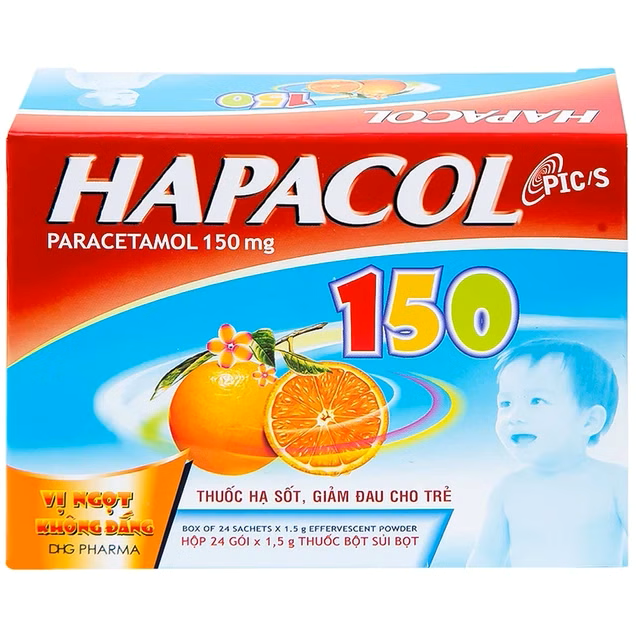 150
HAPACOL
HAPACOL
PIC/S
PARACETAMOL 150 mg
150
THUỐC HẠ SỐT, GIẢM ĐAU CHO TRẺ
VỊ NGỌT
KHÔNG ĐẮNG
DHG PHARMA
BOX OF 24 SACHETS X 1.5 g EFFERVESCENT POWDER
HỘP 24 GÓI x 1,5 g THUỐC BỘT SỦI BỌT